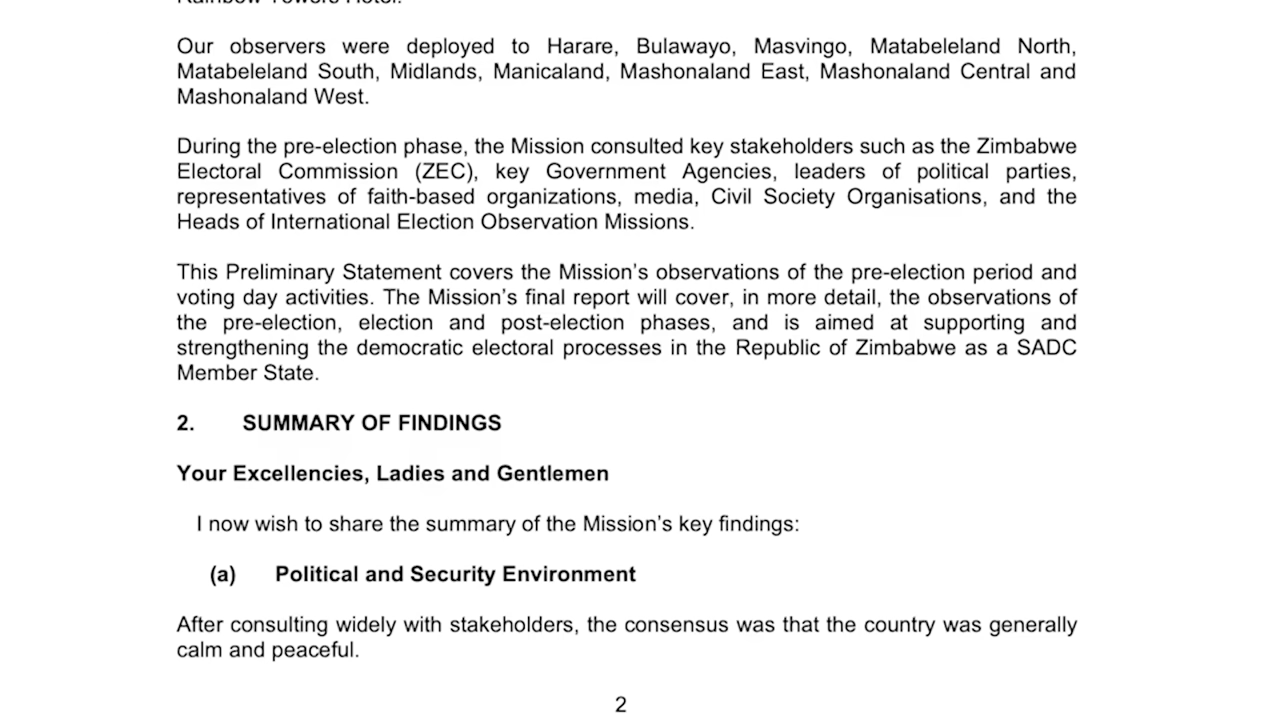 Rainbow Towers Hotel.
Our observers were deployed to Harare, Bulawayo, Masvingo, Matabeleland North,
Matabeleland South, Midlands, Manicaland, Mashonaland East, Mashonaland Central and
Mashonaland West.
During the pre-election phase, the Mission consulted key stakeholders such as the Zimbabwe
Electoral Commission (ZEC), key Government Agencies, leaders of political parties,
representatives of faith-based organizations, media, Civil Society Organisations, and the
Heads of International Election Observation Missions.
This Preliminary Statement covers the Mission’s observations of the pre-election period and
voting day activities. The Mission’s final report will cover, in more detail, the observations of
the pre-election, election and post-election phases, and is aimed at supporting and
strengthening the democratic electoral processes in the Republic of Zimbabwe as a SADC
Member State.
2. SUMMARY OF FINDINGS
Your Excellencies, Ladies and Gentlemen
I now wish to share the summary of the Mission’s key findings:
(a) Political and Security Environment
After consulting widely with stakeholders, the consensus was that the country was generally
calm and peaceful.
2